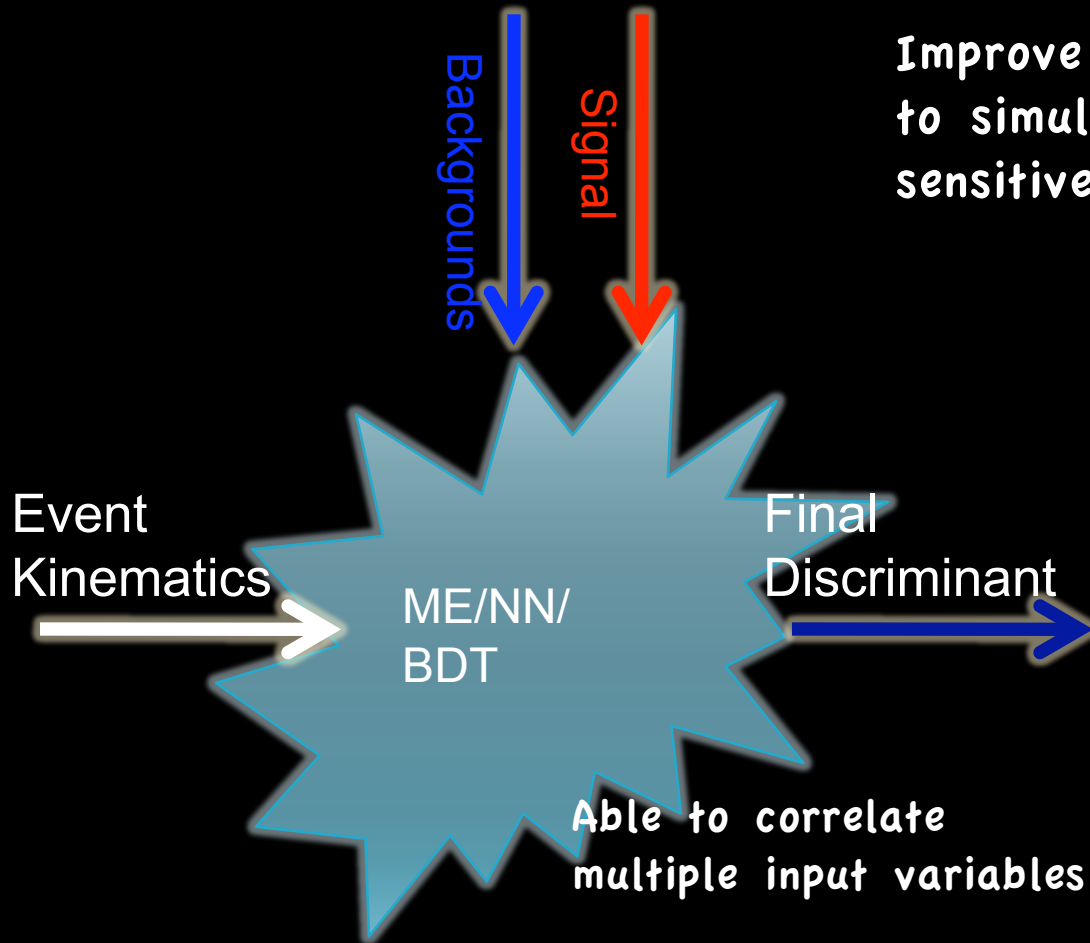 Improve
to simul
sensitive
Backgrounds
Signal
Event
Kinematics
ME/NN/
BDT
Final
Discriminant
Able to correlate
multiple input variables